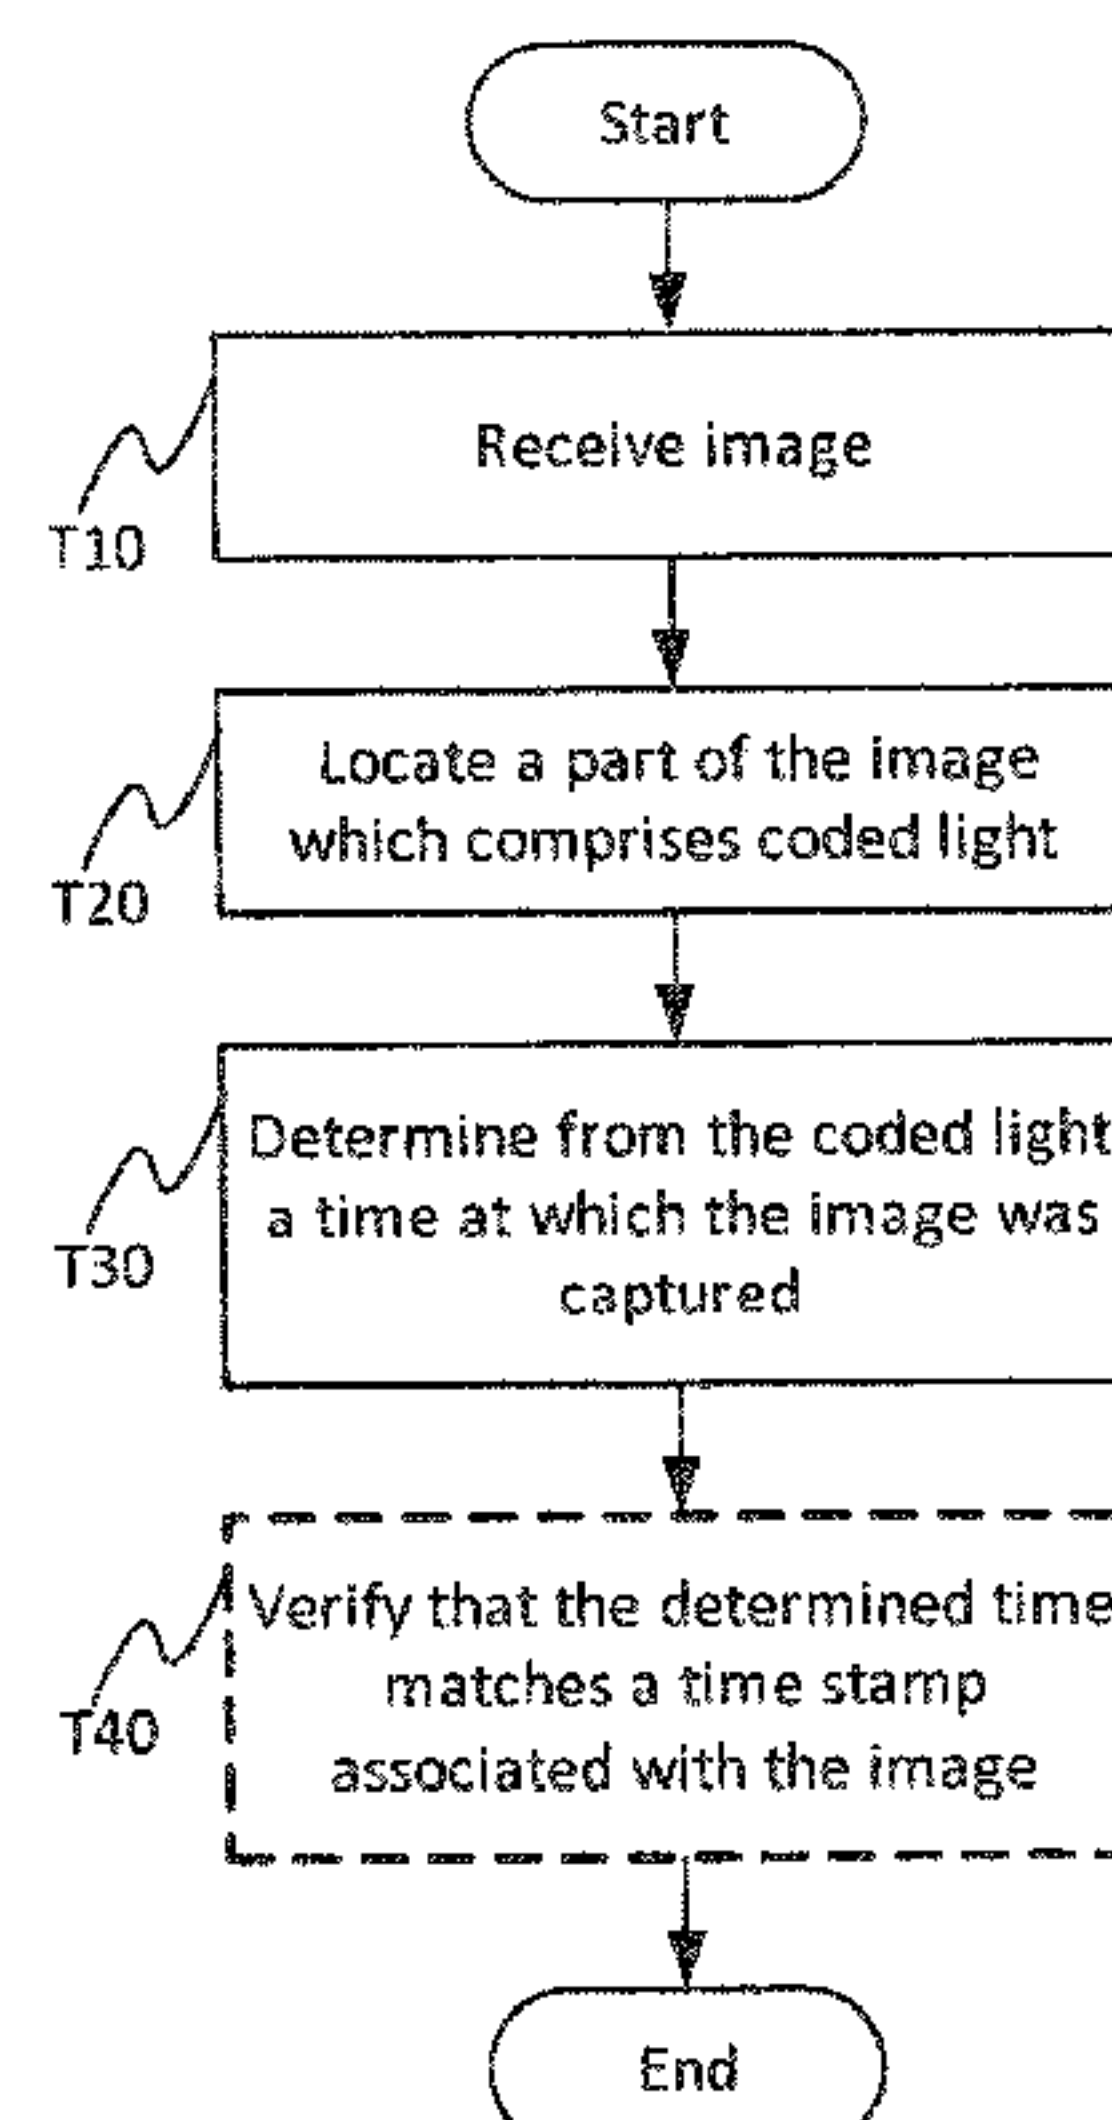 Start
Receive image
T10
Locate a part of the image
which comprises coded light
T20
Determine from the coded light
a time at which the image was
captured
T30
Verify that the determined time
matches a time stamp
associated with the image
T40
End